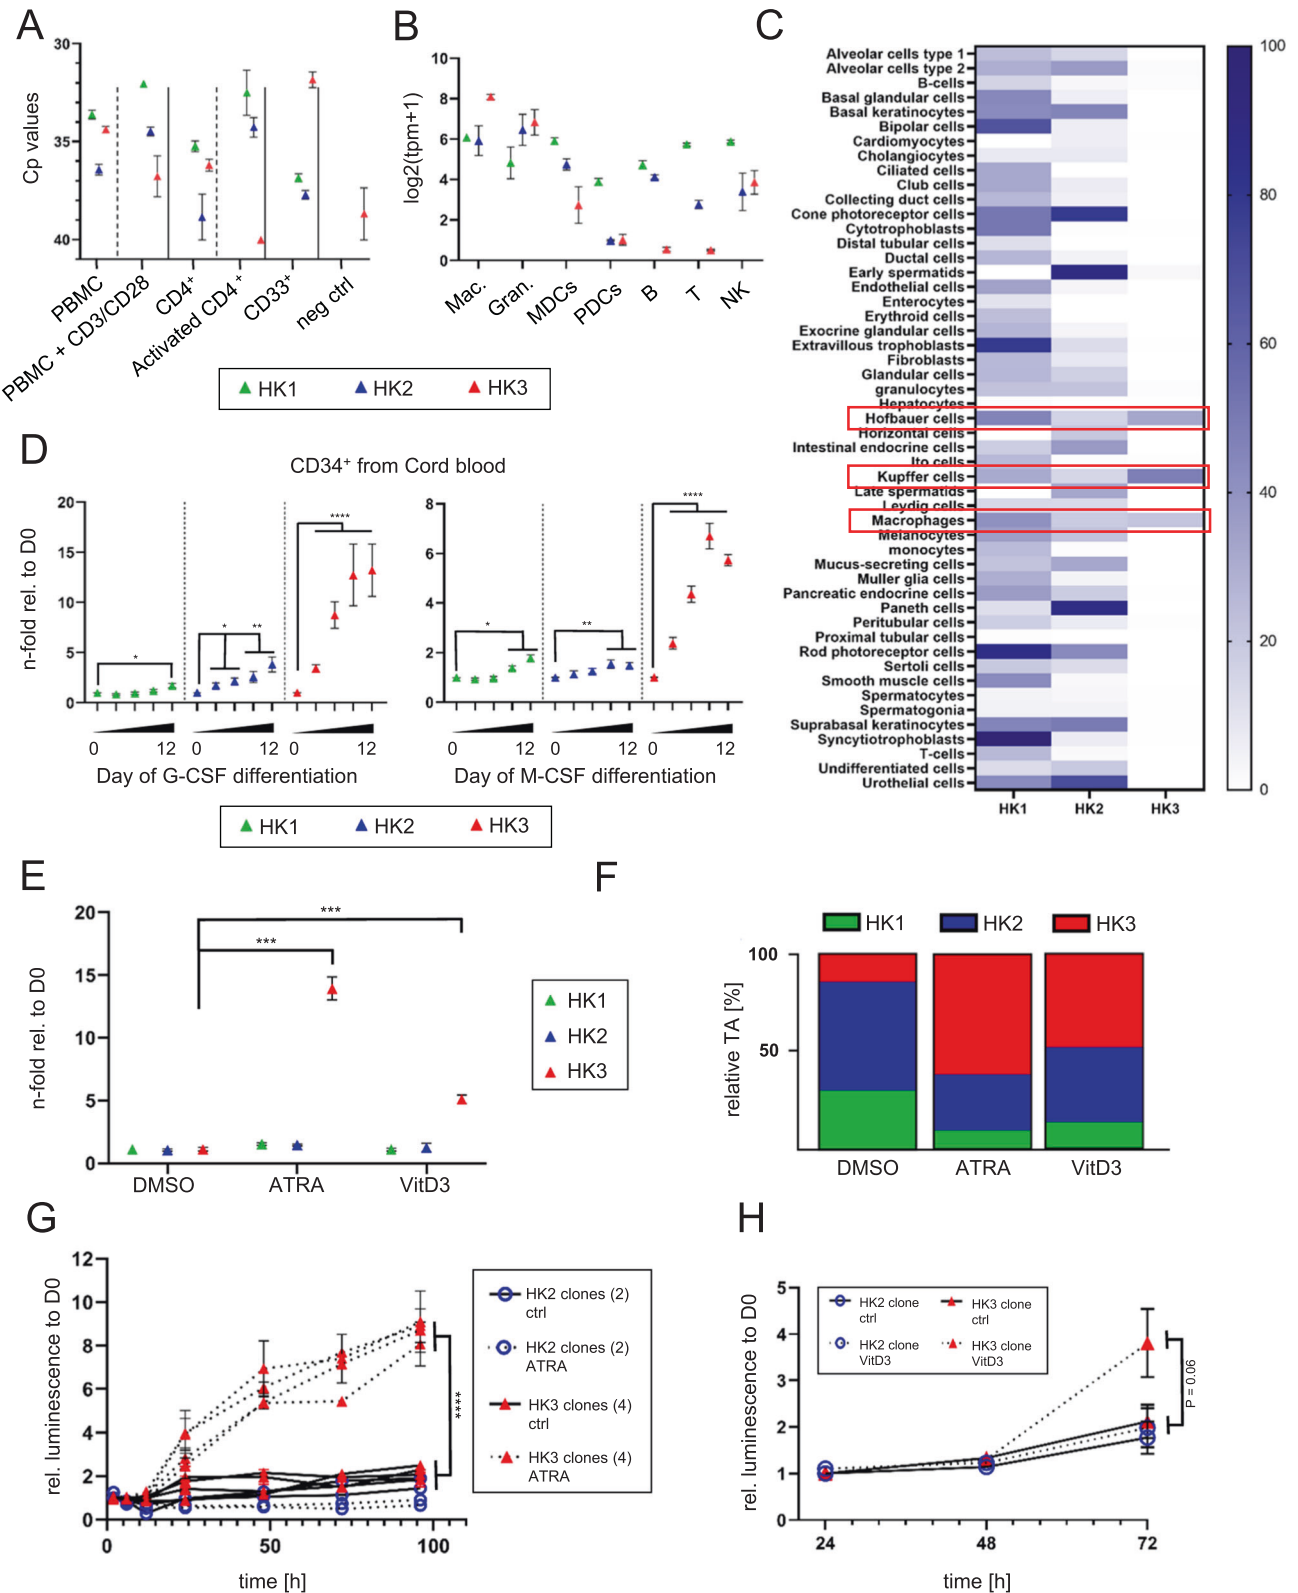 A
30
35
40
Cp values
PBMC
PBMC + CD3/CD28
CD4+
Activated CD4+
CD33+
neg ctrl
B
10
8
6
4
2
0
log2(tpm+1)
Mac.
Gran.
MDCs
PDCs
B
T
NK
HK1 HK2 HK3
C
Alveolar cells type 1
Alveolar cells type 2
B-cells
Basal glandular cells
Basal keratinocytes
Bipolar cells
Cardiomyocytes
Cholangiocytes
Ciliated cells
Club cells
Collecting duct cells
Cone photoreceptor cells
Cytotrophoblasts
Distal tubular cells
Ductal cells
Early spermatids
Endothelial cells
Enterocytes
Erythroid cells
Exocrine glandular cells
Extravillous trophoblasts
Fibroblasts
Glandular cells
granulocytes
Hepatocytes
Hofbauer cells
Horizontal cells
Intestinal endocrine cells
Ito cells
Kupffer cells
Late spermatids
Leydig cells
Macrophages
Melanocytes
monocytes
Mucus-secreting cells
Muller glia cells
Pancreatic endocrine cells
Paneth cells
Peritubular cells
Proximal tubular cells
Rod photoreceptor cells
Sertoli cells
Smooth muscle cells
Spermatocytes
Spermatogonia
Suprabasal keratinocytes
Syncytiotrophoblasts
T-cells
Undifferentiated cells
Urothelial cells
HK1 HK2 HK3
100
80
60
40
20
0
D
CD34+ from Cord blood
20
15
10
5
0
n-fold rel. to D0
*
* **
****
0 12 0 12 0 12
Day of G-CSF differentiation
8
6
4
2
0
*
**
****
0 12 0 12 0 12
Day of M-CSF differentiation
HK1 HK2 HK3
E
20
15
10
5
0
n-fold rel. to D0
***
***
DMSO ATRA VitD3
HK1
HK2
HK3
F
HK1 HK2 HK3
100
50
relative TA [%]
DMSO ATRA VitD3
G
12
10
8
6
4
2
0
rel. luminescence to D0
0 50 100
time [h]
****
HK2 clones (2)
ctrl
HK2 clones (2)
ATRA
HK3 clones (4)
ctrl
HK3 clones (4)
ATRA
H
5
4
3
2
1
0
rel. luminescence to D0
HK2 clone
ctrl
HK3 clone
ctrl
HK2 clone
VitD3
HK3 clone
VitD3
P = 0.06
24 48 72
time [h]